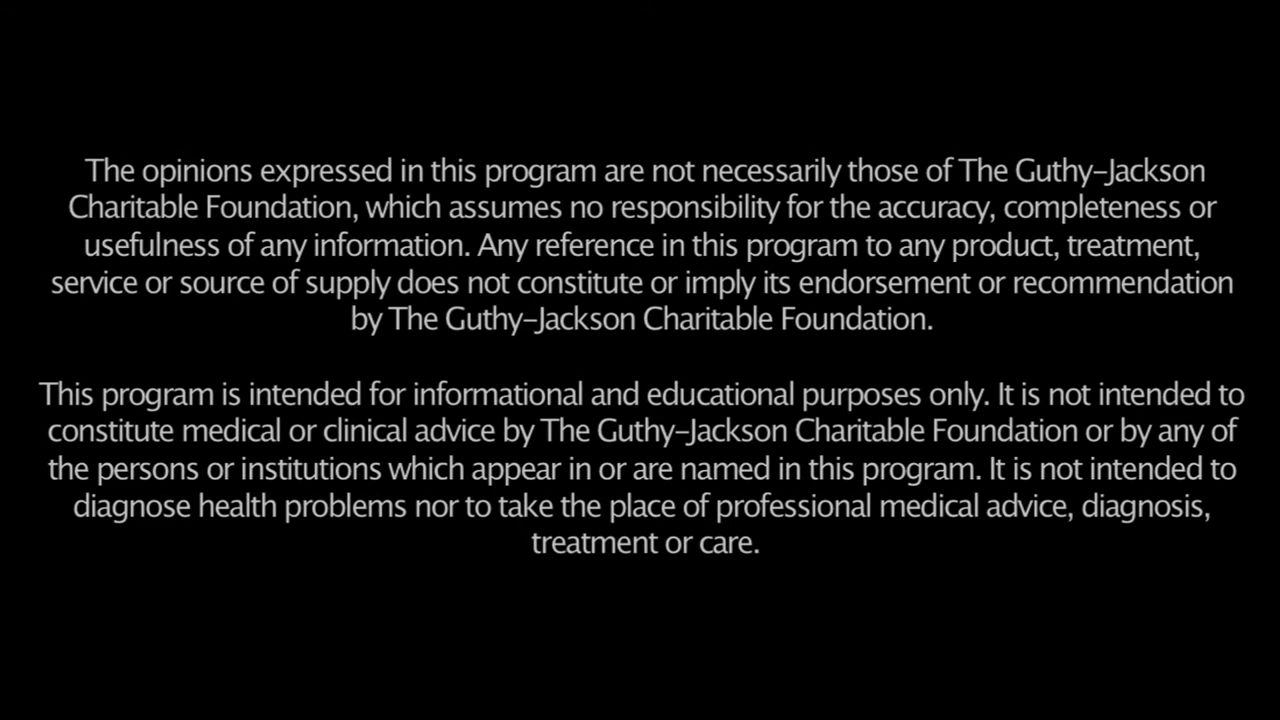 The opinions expressed in this program are not necessarily those of The Guthy–Jackson
Charitable Foundation, which assumes no responsibility for the accuracy, completeness or
usefulness of any information. Any reference in this program to any product, treatment,
service or source of supply does not constitute or imply its endorsement or recommendation
by The Guthy–Jackson Charitable Foundation.
This program is intended for informational and educational purposes only. It is not intended to
constitute medical or clinical advice by The Guthy–Jackson Charitable Foundation or by any of
the persons or institutions which appear in or are named in this program. It is not intended to
diagnose health problems nor to take the place of professional medical advice, diagnosis,
treatment or care.